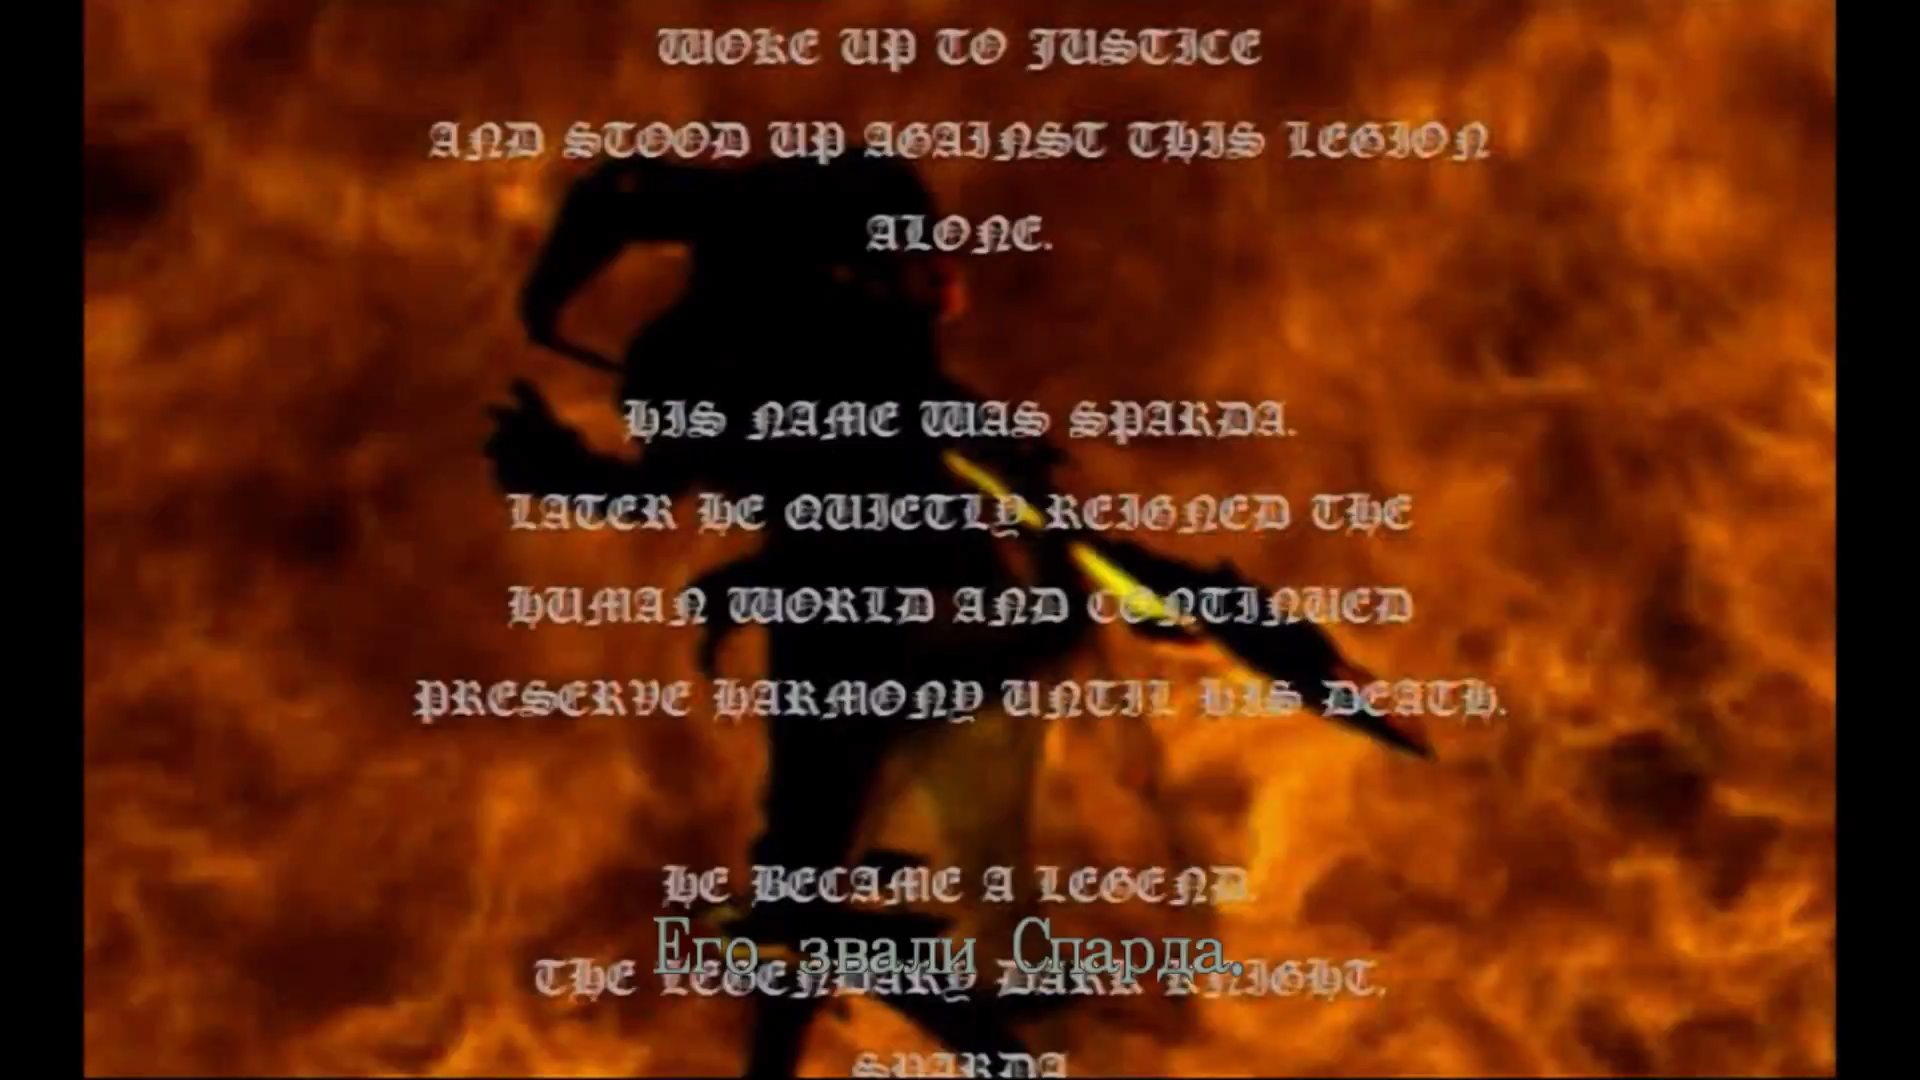 WOKE UP TO JUSTICE
AND STOOD UP AGAINST THIS LEGION
ALONE.
HIS NAME WAS SPARDA.
LATER HE QUIETLY REIGNED THE
HUMAN WORLD AND CONTINUED
PRESERVE HARMONY UNTIL HIS DEATH.
HE BECAME A LEGEND.
Его звали Спарда.
THE LEGENDARY DARK KNIGHT,
SPARDA